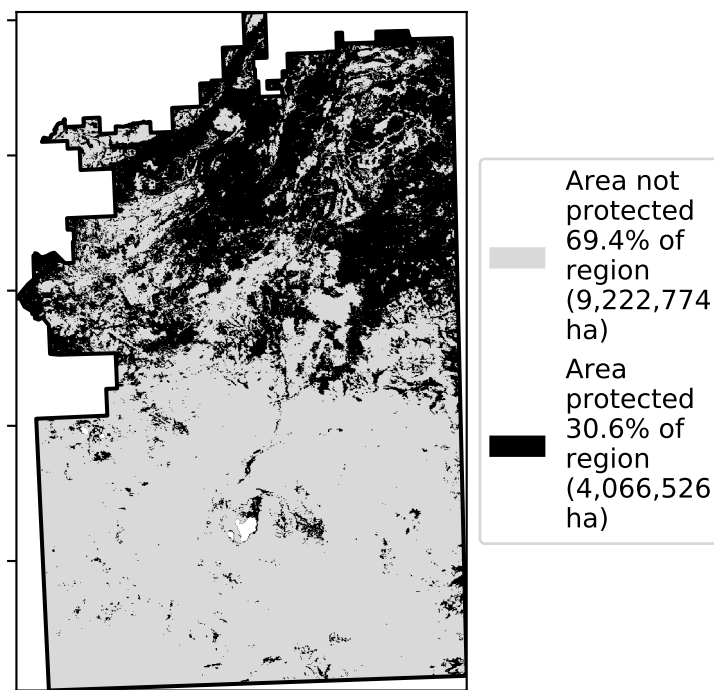 Area not
protected
69.4% of
region
(9,222,774
ha)
Area
protected
30.6% of
region
(4,066,526
ha)